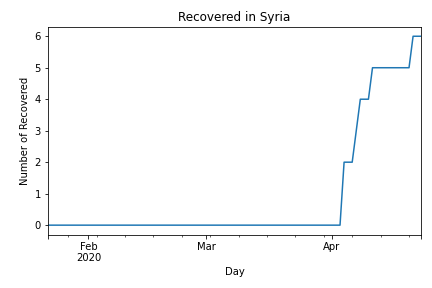 Recovered in Syria
Number of Recovered
6
5
4
3
2
1
0
Feb
2020
Mar
Apr
Day